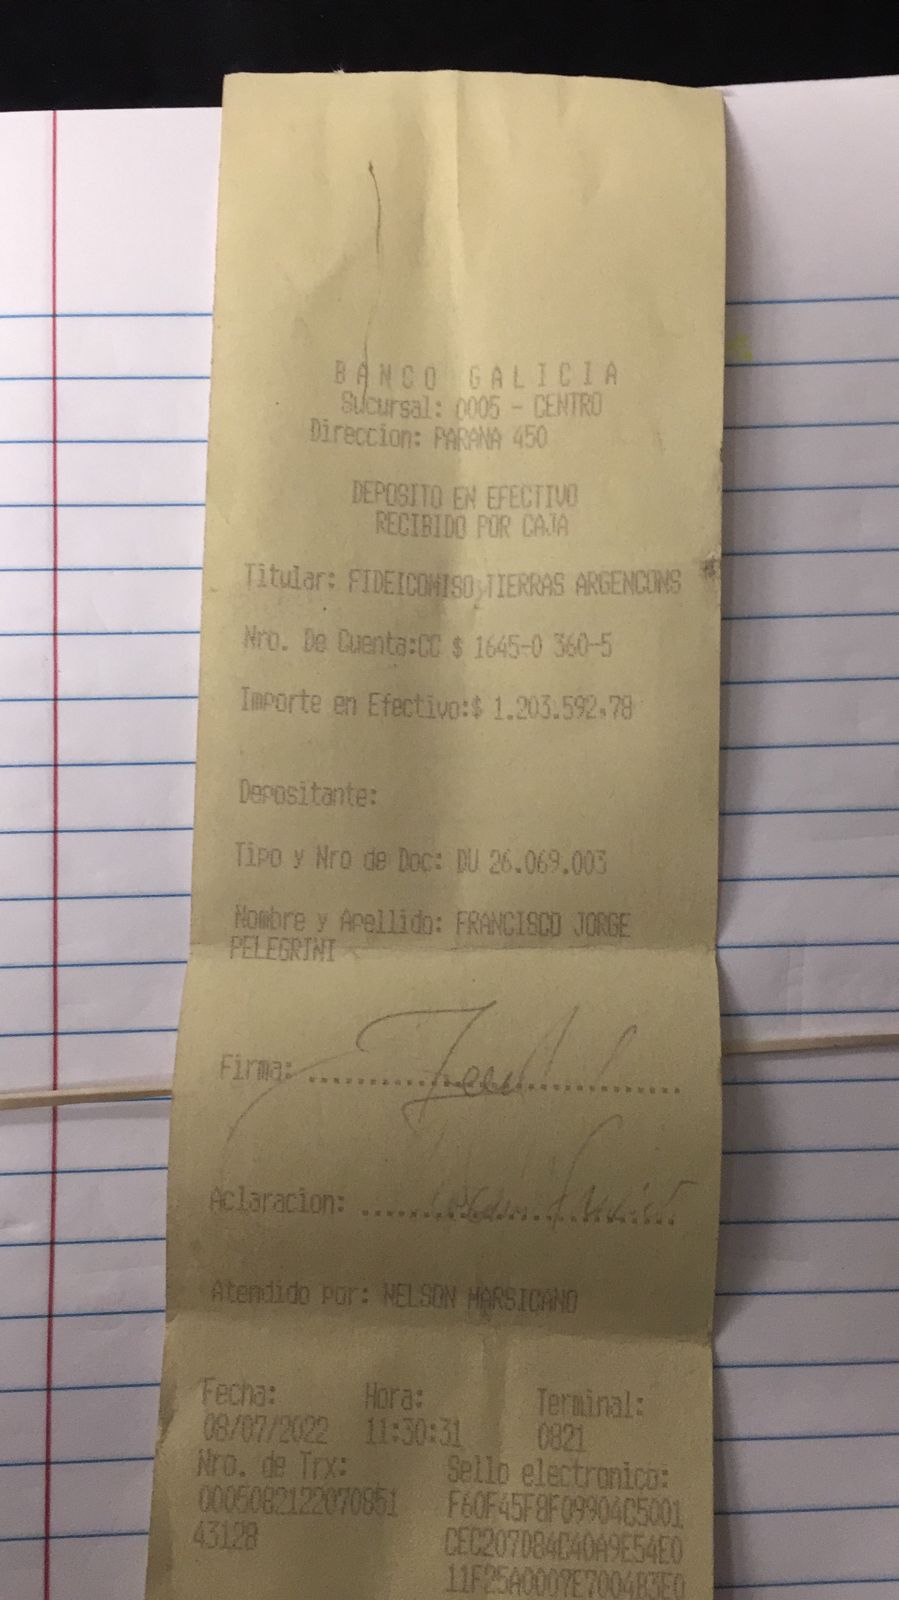 BANCO GALICIA
Sucursal: 0005 - CENTRO
Direccion: PARANA 450
DEPOSITO EN EFECTIVO
RECIBIDO POR CAJA
Titular: FIDEICOMISO TIERRAS ARGENCONS
Nro. De Cuenta:CC $ 1645-0 360-5
Importe en Efectivo:$ 1.203.592,78
Depositante:
Tipo y Nro de Doc: DU 26.069.003
Nombre y Apellido: FRANCISCO JORGE
PELEGRINI
Firma:
Aclaracion:
Atendido por: NELSON MARSICANO
Fecha: Hora: Terminal:
08/07/2022 11:30:31 0821
Nro. de Trx: Sello electronico:
0005082122070851 F60F45F8F09904C5001
43128 CEC207D84C40A9E54E0
11F25A0007E7004B3E0